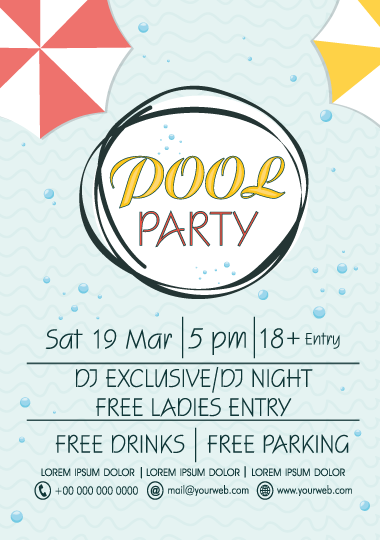 POOL
PARTY
Sat 19 Mar | 5 pm | 18+ Entry
DJ EXCLUSIVE/DJ NIGHT
FREE LADIES ENTRY
FREE DRINKS | FREE PARKING
LOREM IPSUM DOLOR | LOREM IPSUM DOLOR | LOREM IPSUM DOLOR
+00 000 000 0000 mail@yourweb.com www.yourweb.com